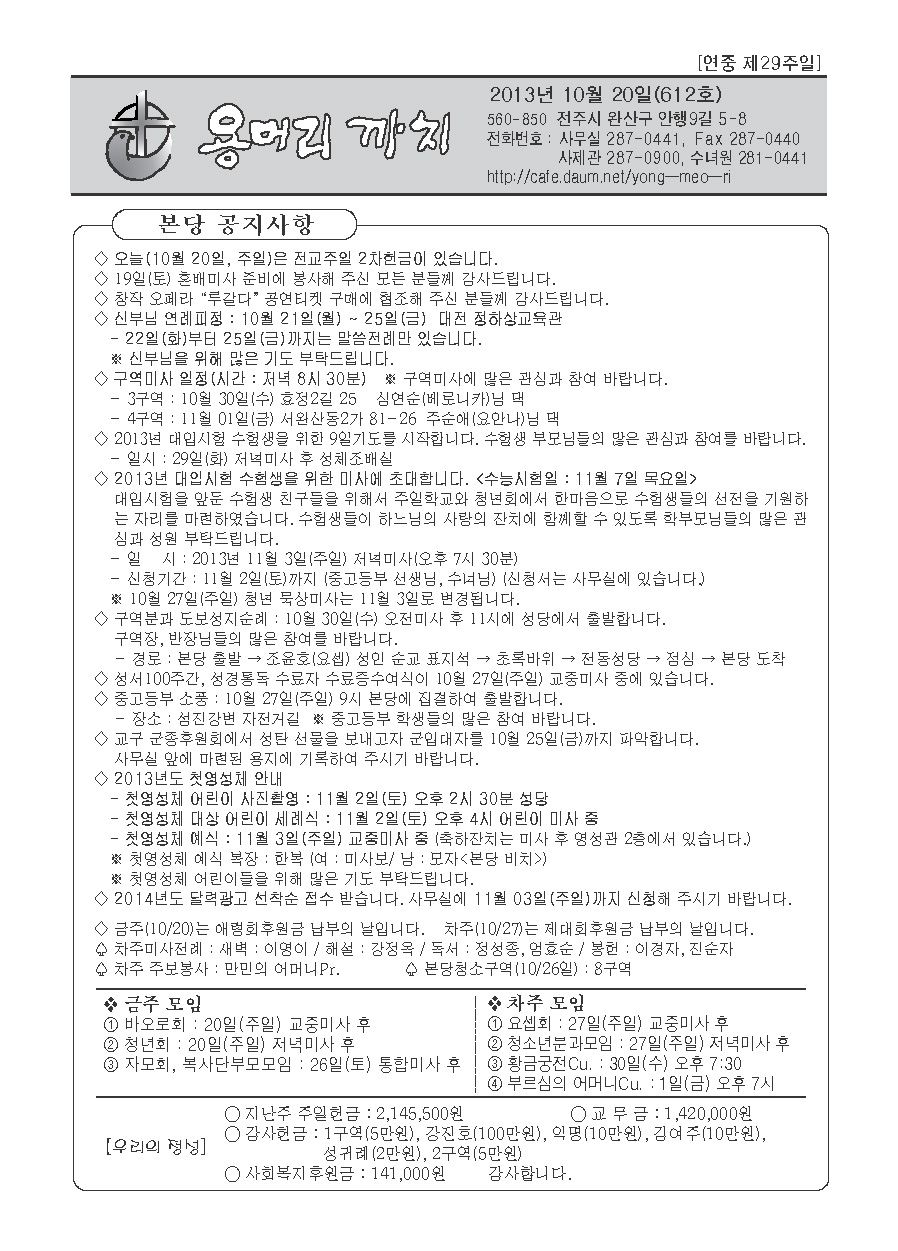 [연중 제29주일]
용머리 까치
2013년 10월 20일(612호)
560-850 전주시 완산구 안행9길 5-8
전화번호 : 사무실 287-0441, Fax 287-0440
사제관 287-0900, 수녀원 281-0441
http://cafe.daum.net/yong-meo-ri
본당 공지사항
◇ 오늘(10월 20일, 주일)은 전교주일 2차헌금이 있습니다.
◇ 19일(토) 혼배미사 준비에 봉사해 주신 모든 분들께 감사드립니다.
◇ 창작 오페라 “루갈다” 공연티켓 구매에 협조해 주신 분들께 감사드립니다.
◇ 신부님 연례피정 : 10월 21일(월) ~ 25일(금) 대전 정하상교육관
- 22일(화)부터 25일(금)까지는 말씀전례만 있습니다.
※ 신부님을 위해 많은 기도 부탁드립니다.
◇ 구역미사 일정(시간 : 저녁 8시 30분) ※ 구역미사에 많은 관심과 참여 바랍니다.
- 3구역 : 10월 30일(수) 효정2길 25 심연순(베로니카)님 댁
- 4구역 : 11월 01일(금) 서완산동2가 81-26 주순애(요안나)님 댁
◇ 2013년 대입시험 수험생을 위한 9일기도를 시작합니다. 수험생 부모님들의 많은 관심과 참여를 바랍니다.
- 일시 : 29일(화) 저녁미사 후 성체조배실
◇ 2013년 대입시험 수험생을 위한 미사에 초대합니다. <수능시험일 : 11월 7일 목요일>
대입시험을 앞둔 수험생 친구들을 위해서 주일학교와 청년회에서 한마음으로 수험생들의 선전을 기원하
는 자리를 마련하였습니다. 수험생들이 하느님의 사랑의 잔치에 함께할 수 있도록 학부모님들의 많은 관
심과 성원 부탁드립니다.
- 일 시 : 2013년 11월 3일(주일) 저녁미사(오후 7시 30분)
- 신청기간 : 11월 2일(토)까지 (중고등부 선생님, 수녀님) (신청서는 사무실에 있습니다.)
※ 10월 27일(주일) 청년 묵상미사는 11월 3일로 변경됩니다.
◇ 구역분과 도보성지순례 : 10월 30일(수) 오전미사 후 11시에 성당에서 출발합니다.
구역장, 반장님들의 많은 참여를 바랍니다.
- 경로 : 본당 출발 → 조윤호(요셉) 성인 순교 표지석 → 초록바위 → 전동성당 → 점심 → 본당 도착
◇ 성서100주간, 성경통독 수료자 수료증수여식이 10월 27일(주일) 교중미사 중에 있습니다.
◇ 중고등부 소풍 : 10월 27일(주일) 9시 본당에 집결하여 출발합니다.
- 장소 : 섬진강변 자전거길 ※ 중고등부 학생들의 많은 참여 바랍니다.
◇ 교구 군종후원회에서 성탄 선물을 보내고자 군입대자를 10월 25일(금)까지 파악합니다.
사무실 앞에 마련된 용지에 기록하여 주시기 바랍니다.
◇ 2013년도 첫영성체 안내
- 첫영성체 어린이 사진촬영 : 11월 2일(토) 오후 2시 30분 성당
- 첫영성체 대상 어린이 세례식 : 11월 2일(토) 오후 4시 어린이 미사 중
- 첫영성체 예식 : 11월 3일(주일) 교중미사 중 (축하잔치는 미사 후 영성관 2층에서 있습니다.)
※ 첫영성체 예식 복장 : 한복 (여 : 미사보/ 남 : 모자<본당 비치>)
※ 첫영성체 어린이들을 위해 많은 기도 부탁드립니다.
◇ 2014년도 달력광고 선착순 접수 받습니다. 사무실에 11월 03일(주일)까지 신청해 주시기 바랍니다.
◇ 금주(10/20)는 애령회후원금 납부의 날입니다. 차주(10/27)는 제대회후원금 납부의 날입니다.
♤ 차주미사전례 : 새벽 : 이영이 / 해설 : 강정옥 / 독서 : 정성종, 엄효순 / 봉헌 : 이경자, 진순자
♤ 차주 주보봉사 : 만민의 어머니Pr. ♤ 본당청소구역(10/26일) : 8구역
❖ 금주 모임
① 바오로회 : 20일(주일) 교중미사 후
② 청년회 : 20일(주일) 저녁미사 후
③ 자모회, 복사단부모모임 : 26일(토) 통합미사 후
❖ 차주 모임
① 요셉회 : 27일(주일) 교중미사 후
② 청소년분과모임 : 27일(주일) 저녁미사 후
③ 황금궁전Cu. : 30일(수) 오후 7:30
④ 부르심의 어머니Cu. : 1일(금) 오후 7시
[우리의 정성]
○ 지난주 주일헌금 : 2,145,500원 ○ 교 무 금 : 1,420,000원
○ 감사헌금 : 1구역(5만원), 강진호(100만원), 익명(10만원), 김여주(10만원),
성귀례(2만원), 2구역(5만원)
○ 사회복지후원금 : 141,000원 감사합니다.